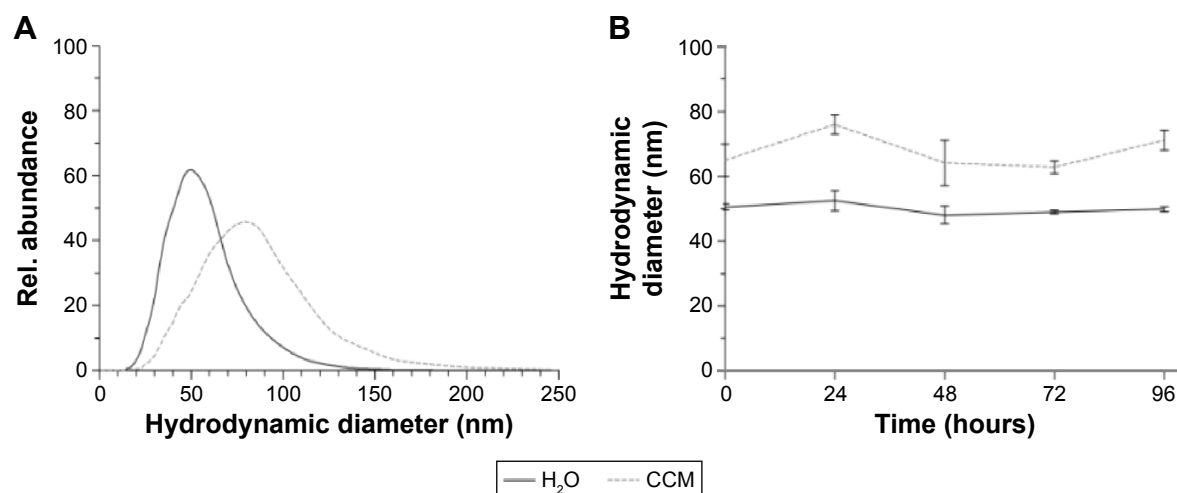 A
100
80
60
40
20
0
Rel. abundance
0 50 100 150 200 250
Hydrodynamic diameter (nm)
B
100
80
60
40
20
0
Hydrodynamic
diameter (nm)
0 24 48 72 96
Time (hours)
H₂O CCM